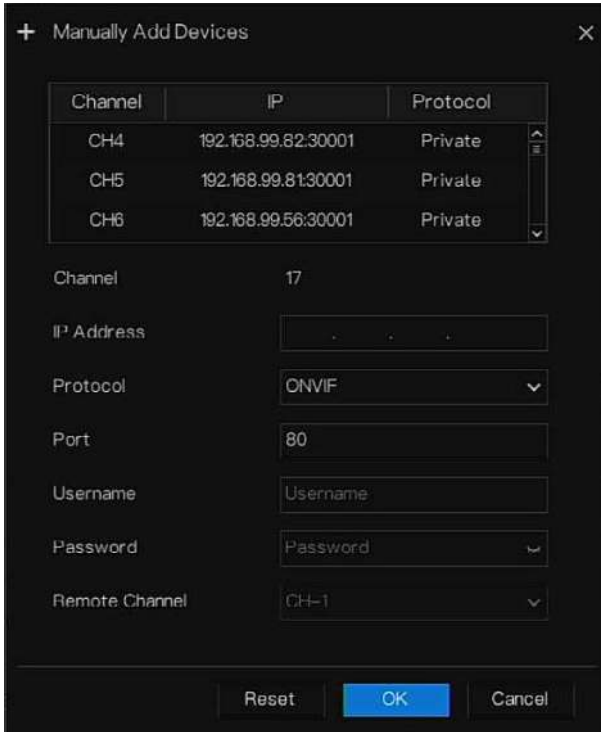 + Manually Add Devices ×
Channel IP Protocol
CH4 192.168.99.82:30001 Private
CH5 192.168.99.81:30001 Private
CH6 192.168.99.56:30001 Private
Channel 17
IP Address . . .
Protocol ONVIF
Port 80
Username Username
Password Password
Remote Channel CH-1
Reset OK Cancel